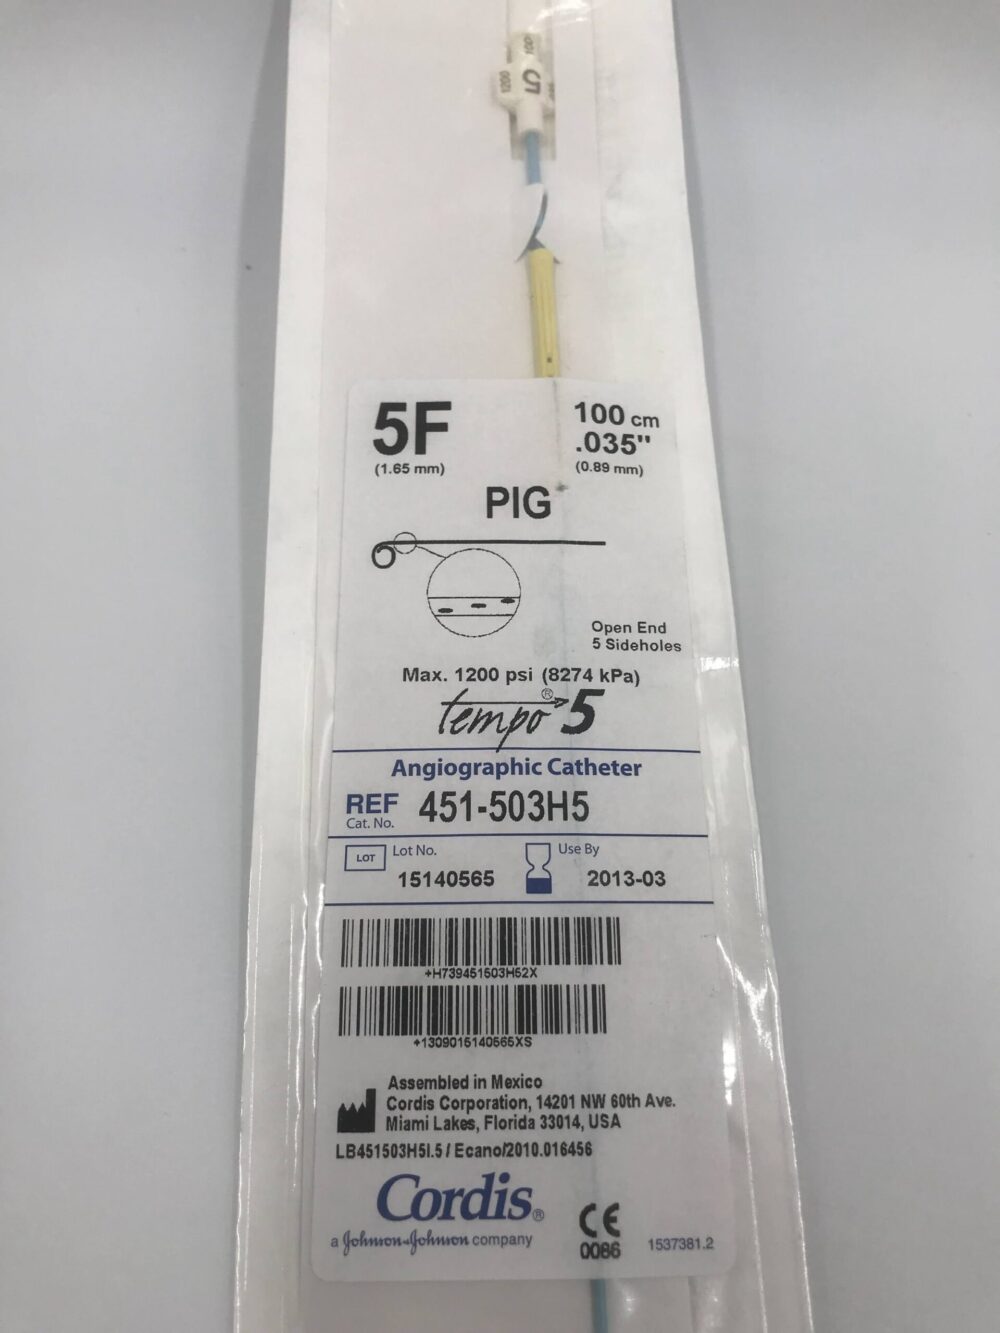 100
1200
5
5F
(1.65 mm)
100 cm
.035"
(0.89 mm)
PIG
Open End
5 Sideholes
Max. 1200 psi (8274 kPa)
tempo® 5
Angiographic Catheter
REF 451-503H5
Cat. No.
LOT Lot No.
15140565
Use By
2013-03
+H739451503H52X
+1309015140565XS
Assembled in Mexico
Cordis Corporation, 14201 NW 60th Ave.
Miami Lakes, Florida 33014, USA
LB451503H5I.5 / Ecano/2010.016456
Cordis®
a Johnson&Johnson company
CE
0086
1537381.2